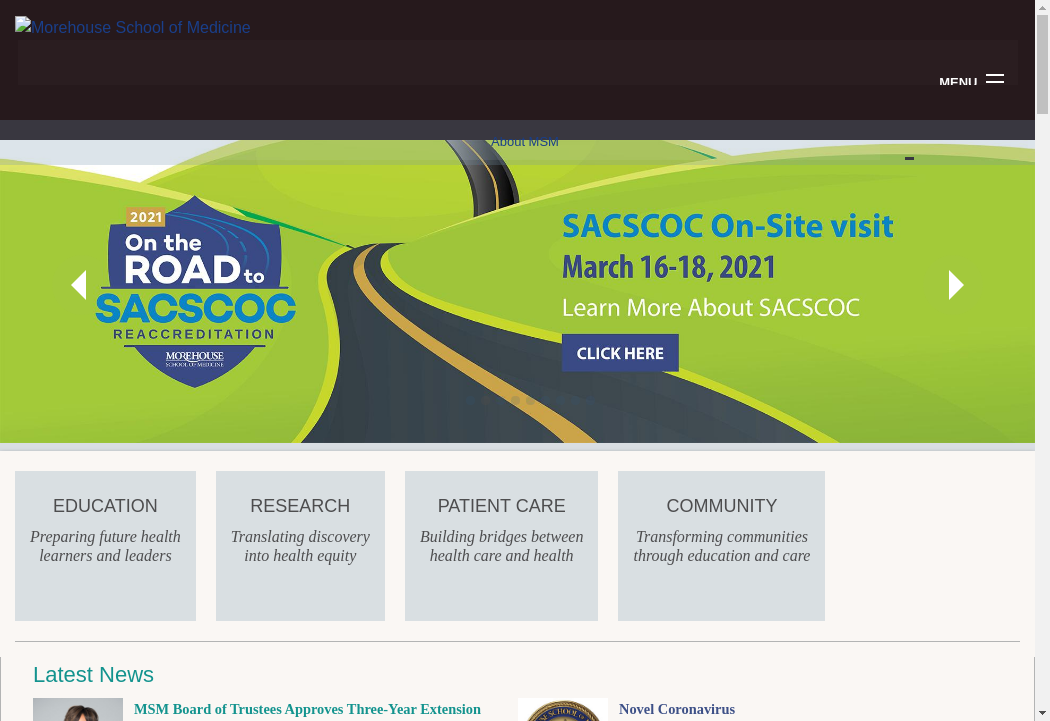 Morehouse School of Medicine
MENU
About MSM
2021
On the
ROAD to
SACSCOC
REACCREDITATION
MOREHOUSE
SCHOOL OF MEDICINE
SACSCOC On-Site visit
March 16-18, 2021
Learn More About SACSCOC
CLICK HERE
EDUCATION
Preparing future health
learners and leaders
RESEARCH
Translating discovery
into health equity
PATIENT CARE
Building bridges between
health care and health
COMMUNITY
Transforming communities
through education and care
Latest News
MSM Board of Trustees Approves Three-Year Extension
Novel Coronavirus